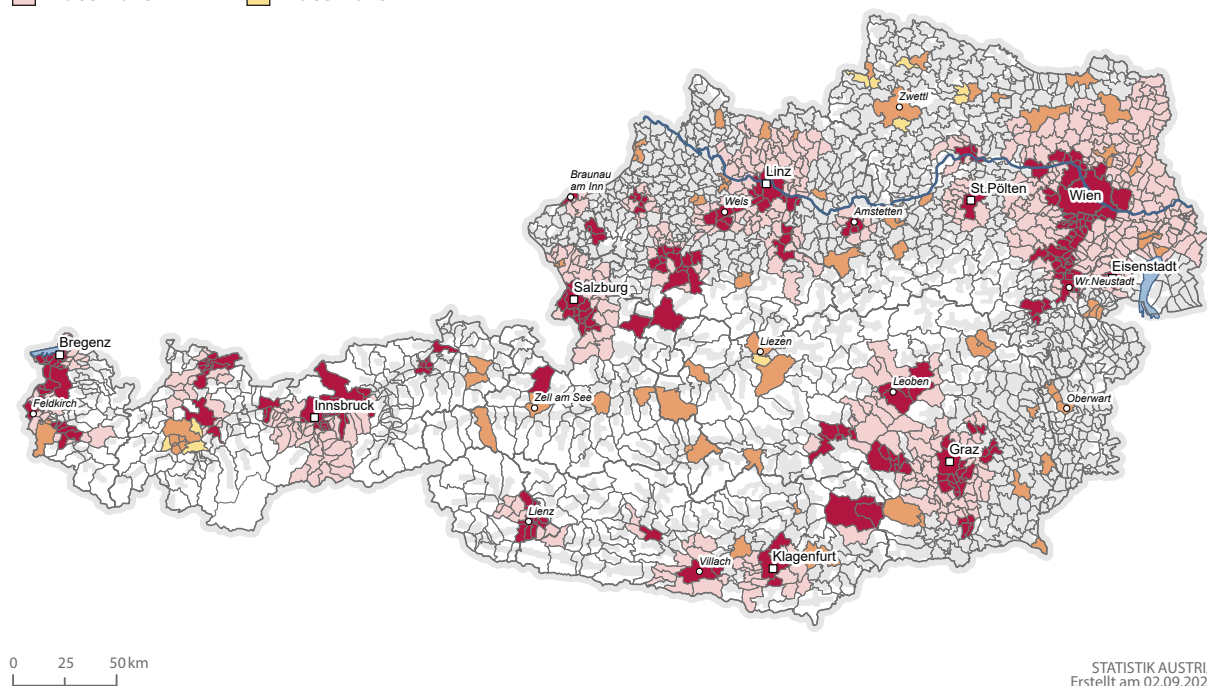 Zwettl
Braunau
am Inn
Linz
St.Pölten
Wien
Wels
Amstetten
Eisenstadt
Wr.Neustadt
Salzburg
Bregenz
Liezen
Leoben
Feldkirch
Innsbruck
Zell am See
Oberwart
Graz
Lienz
Klagenfurt
Villach
0 25 50 km
STATISTIK AUSTRI
Erstellt am 02.09.202